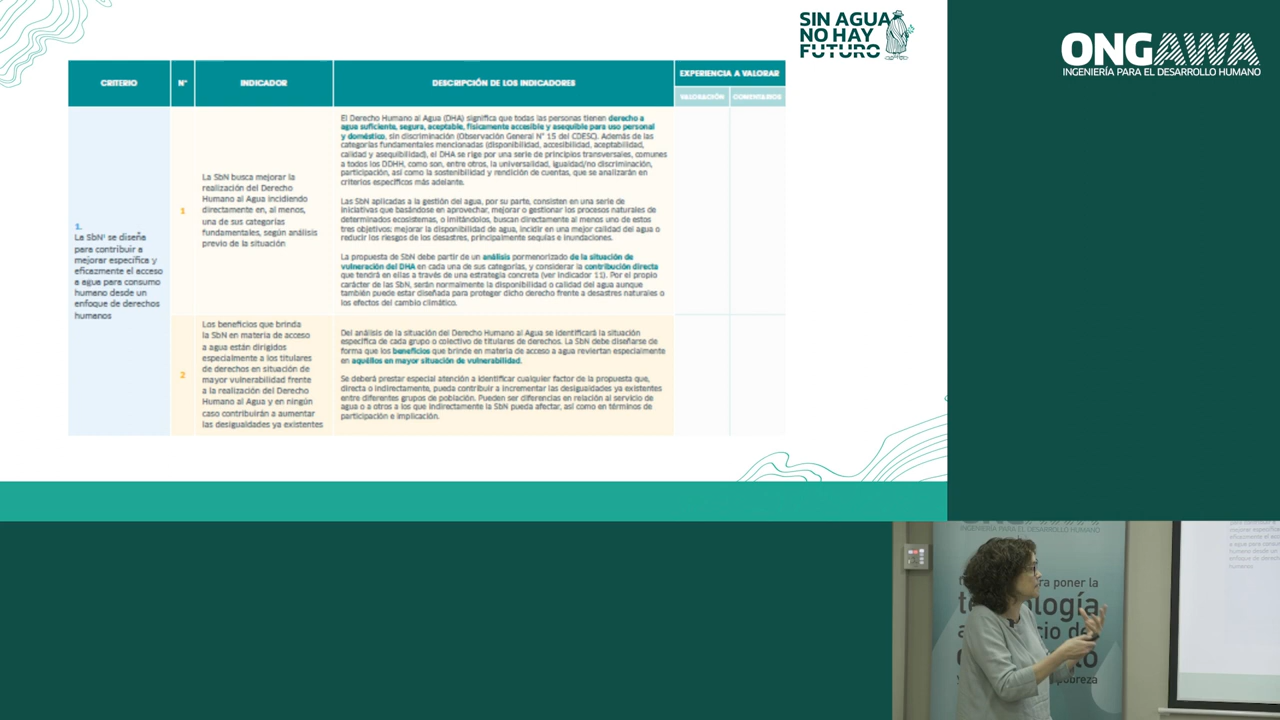 SIN AGUA
NO HAY
FUTURO
ONGAWA
INGENIERÍA PARA EL DESARROLLO HUMANO
CRITERIO
N°
INDICADOR
DESCRIPCIÓN DE LOS INDICADORES
EXPERIENCIA A VALORAR
VALORACIÓN
COMENTARIOS
1.
La SbN¹ se diseña
para contribuir a
mejorar específica y
eficazmente el acceso
a agua para consumo
humano desde un
enfoque de derechos
humanos
1
La SbN busca mejorar la
realización del Derecho
Humano al Agua incidiendo
directamente en, al menos,
una de sus categorías
fundamentales, según análisis
previo de la situación
El Derecho Humano al Agua (DHA) significa que todas las personas tienen derecho a
agua suficiente, segura, aceptable, físicamente accesible y asequible para uso personal
y doméstico, sin discriminación (Observación General N° 15 del CDESC). Además de las
categorías fundamentales mencionadas (disponibilidad, accesibilidad, aceptabilidad,
calidad y asequibilidad), el DHA se rige por una serie de principios transversales, comunes
a todos los DDHH, como son, entre otros, la universalidad, igualdad/no discriminación,
participación, así como la sostenibilidad y rendición de cuentas, que se analizarán en
criterios específicos más adelante.
Las SbN aplicadas a la gestión del agua, por su parte, consisten en una serie de
iniciativas que basándose en aprovechar, mejorar o gestionar los procesos naturales de
determinados ecosistemas, o imitándolos, buscan directamente al menos uno de estos
tres objetivos: mejorar la disponibilidad de agua, incidir en una mejor calidad del agua o
reducir los riesgos de los desastres, principalmente sequías e inundaciones.
La propuesta de SbN debe partir de un análisis pormenorizado de la situación de
vulneración del DHA en cada una de sus categorías, y considerar la contribución directa
que tendrá en ellas a través de una estrategia concreta (ver Indicador 11). Por el propio
carácter de las SbN, serán normalmente la disponibilidad o calidad del agua aunque
también puede estar diseñada para proteger dicho derecho frente a desastres naturales o
los efectos del cambio climático.
2
Los beneficios que brinda
la SbN en materia de acceso
a agua están dirigidos
especialmente a los titulares
de derechos en situación de
mayor vulnerabilidad frente
a la realización del Derecho
Humano al Agua y en ningún
caso contribuirán a aumentar
las desigualdades ya existentes
Del análisis de la situación del Derecho Humano al Agua se identificará la situación
específica de cada grupo o colectivo de titulares de derechos. La SbN debe diseñarse de
forma que los beneficios que brinde en materia de acceso a agua reviertan especialmente
en aquéllos en mayor situación de vulnerabilidad.
Se deberá prestar especial atención a identificar cualquier factor de la propuesta que,
directa o indirectamente, pueda contribuir a incrementar las desigualdades ya existentes
entre diferentes grupos de población. Pueden ser diferencias en relación al servicio de
agua o a otros a los que indirectamente la SbN pueda afectar, así como en términos de
participación e implicación.
INGENIERÍA PARA EL DESARROLLO HUMANO
ra poner la